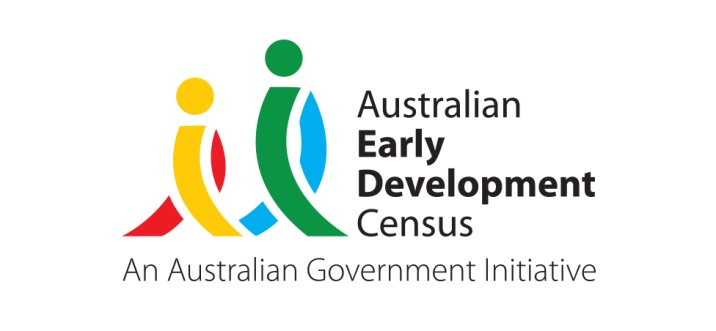 Australian
Early
Development
Census
An Australian Government Initiative